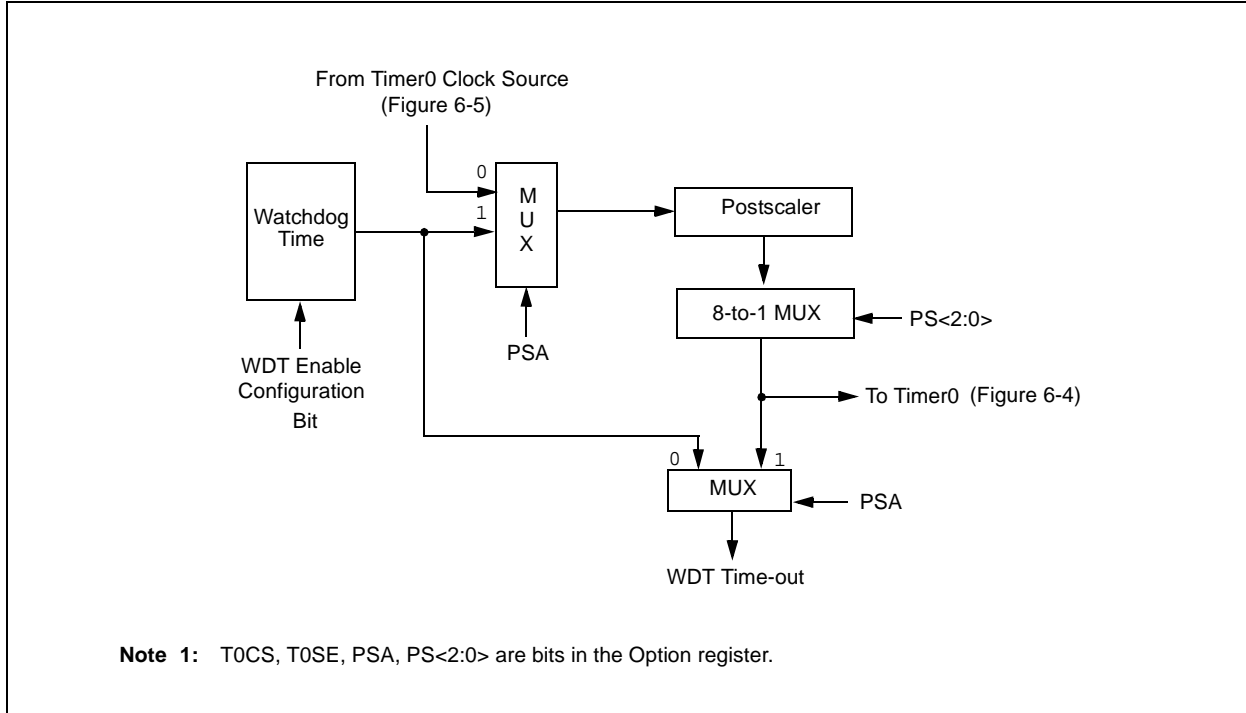 From Timer0 Clock Source
(Figure 6-5)
0
1
M
U
X
Watchdog
Time
Postscaler
8-to-1 MUX
PS<2:0>
PSA
WDT Enable
Configuration
Bit
To Timer0 (Figure 6-4)
0
1
MUX
PSA
WDT Time-out
Note 1: T0CS, T0SE, PSA, PS<2:0> are bits in the Option register.